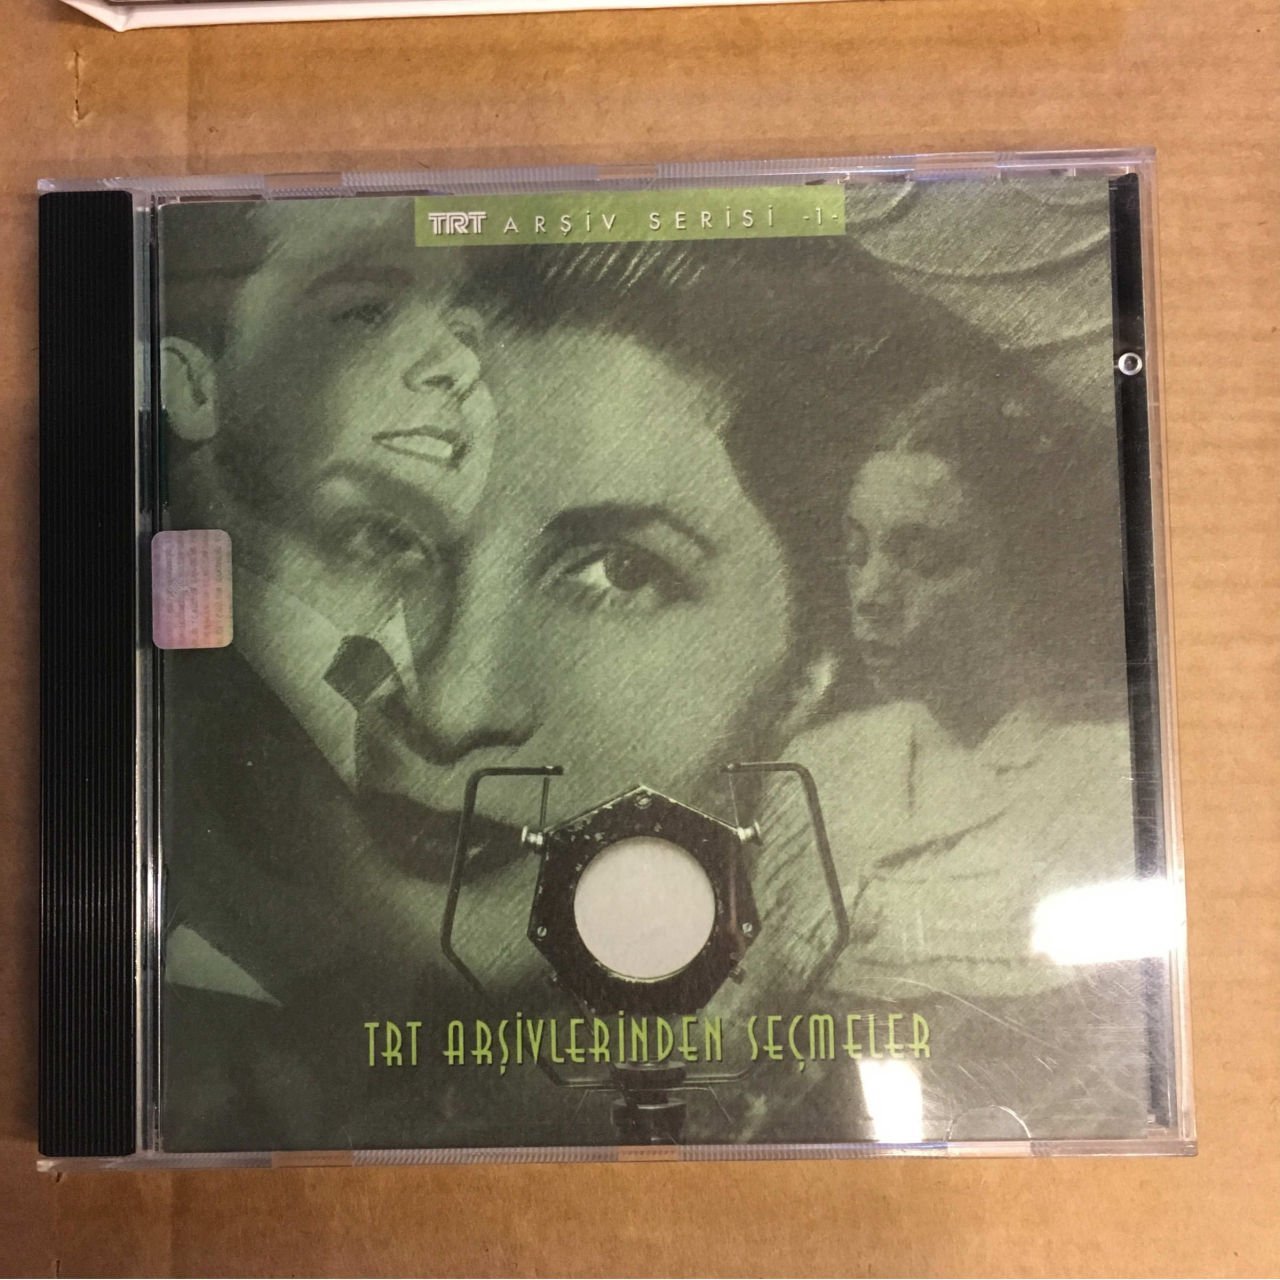 TRT ARŞİV SERİSİ -1-
TRT ARŞİVLERİNDEN SEÇMELER